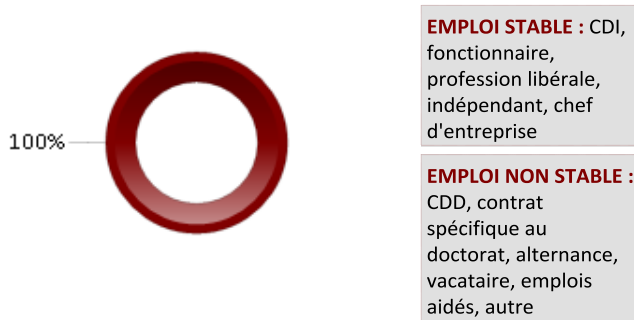 100%
EMPLOI STABLE : CDI,
fonctionnaire,
profession libérale,
indépendant, chef
d'entreprise
EMPLOI NON STABLE :
CDD, contrat
spécifique au
doctorat, alternance,
vacataire, emplois
aidés, autre